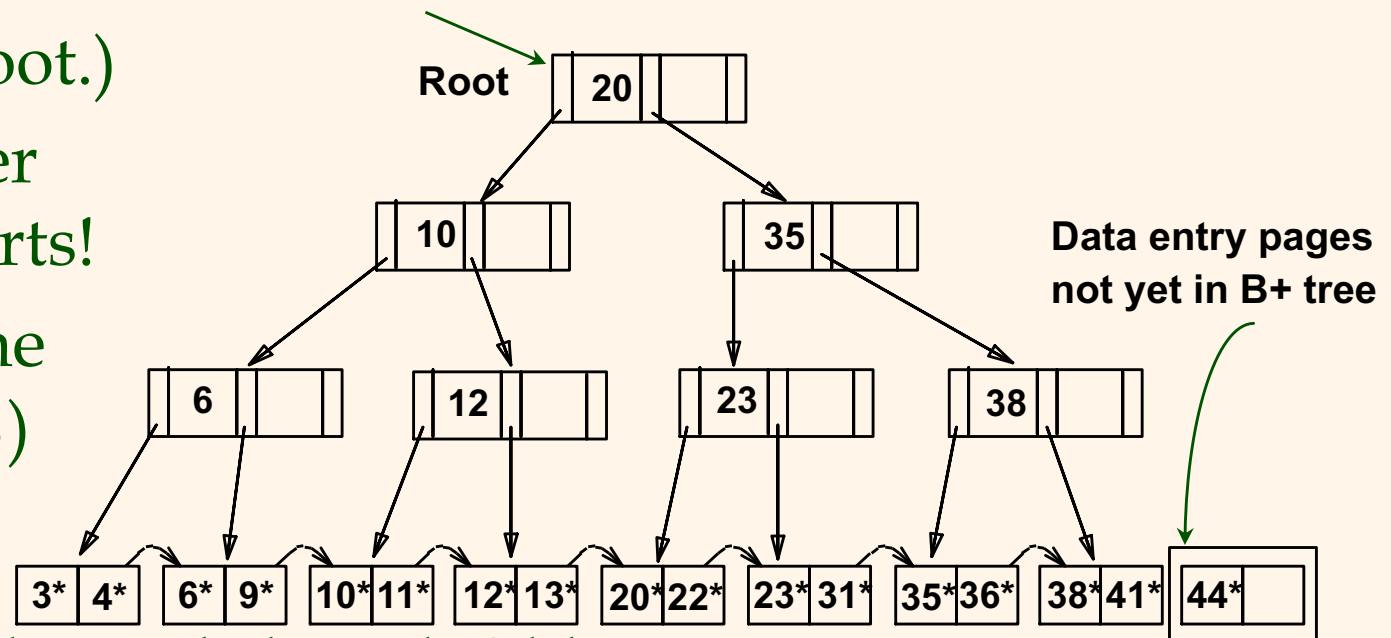 oot.)
Root
20
er
10
35
rts!
Data entry pages
not yet in B+ tree
ne
6
12
23
38
)
3* 4* 6* 9* 10* 11* 12* 13* 20* 22* 23* 31* 35* 36* 38* 41* 44*